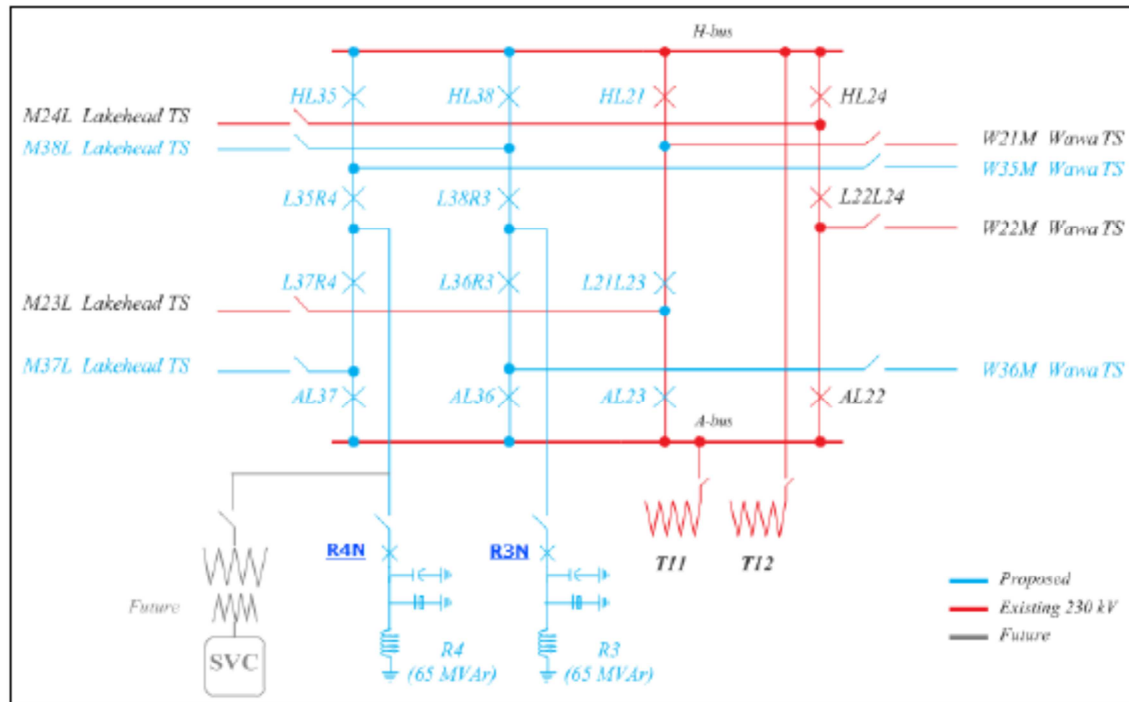 H-bus
HL35
HL38
HL21
HL24
M24L Lakehead TS
M38L Lakehead TS
W21M Wawa TS
W35M Wawa TS
L35R4
L38R3
L22L24
W22M Wawa TS
L37R4
L36R3
L21L23
M23L Lakehead TS
M37L Lakehead TS
W36M Wawa TS
AL37
AL36
AL23
AL22
A-bus
R4N
R3N
T11
T12
Proposed
Existing 230 kV
Future
Future
SVC
R4
(65 MVAr)
R3
(65 MVAr)